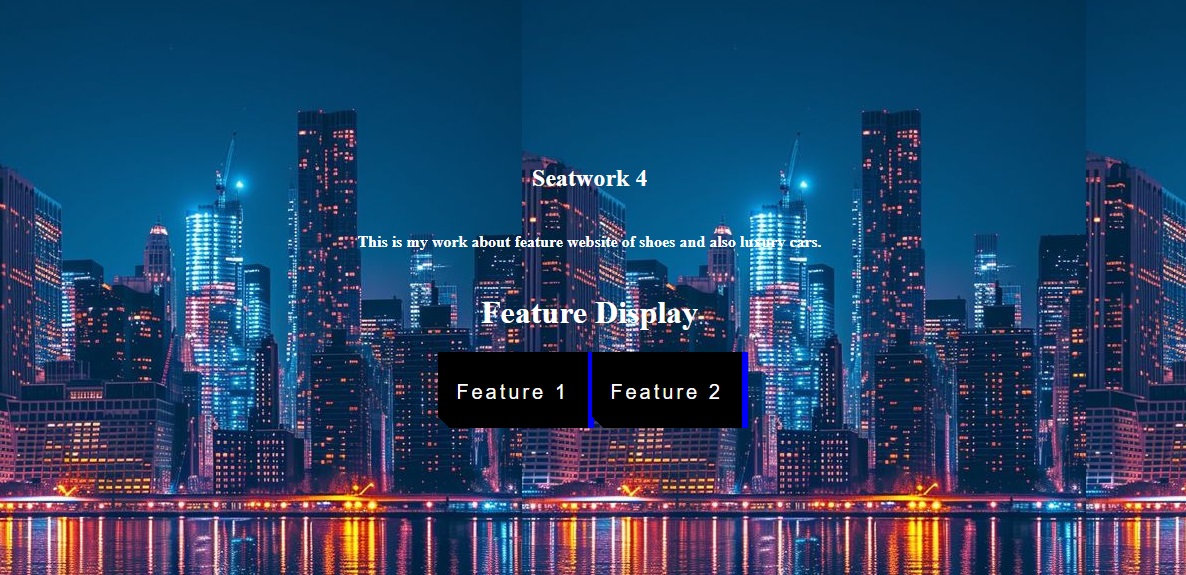 Seatwork 4
This is my work about feature website of shoes and also luxury cars.
Feature Display
Feature 1 Feature 2